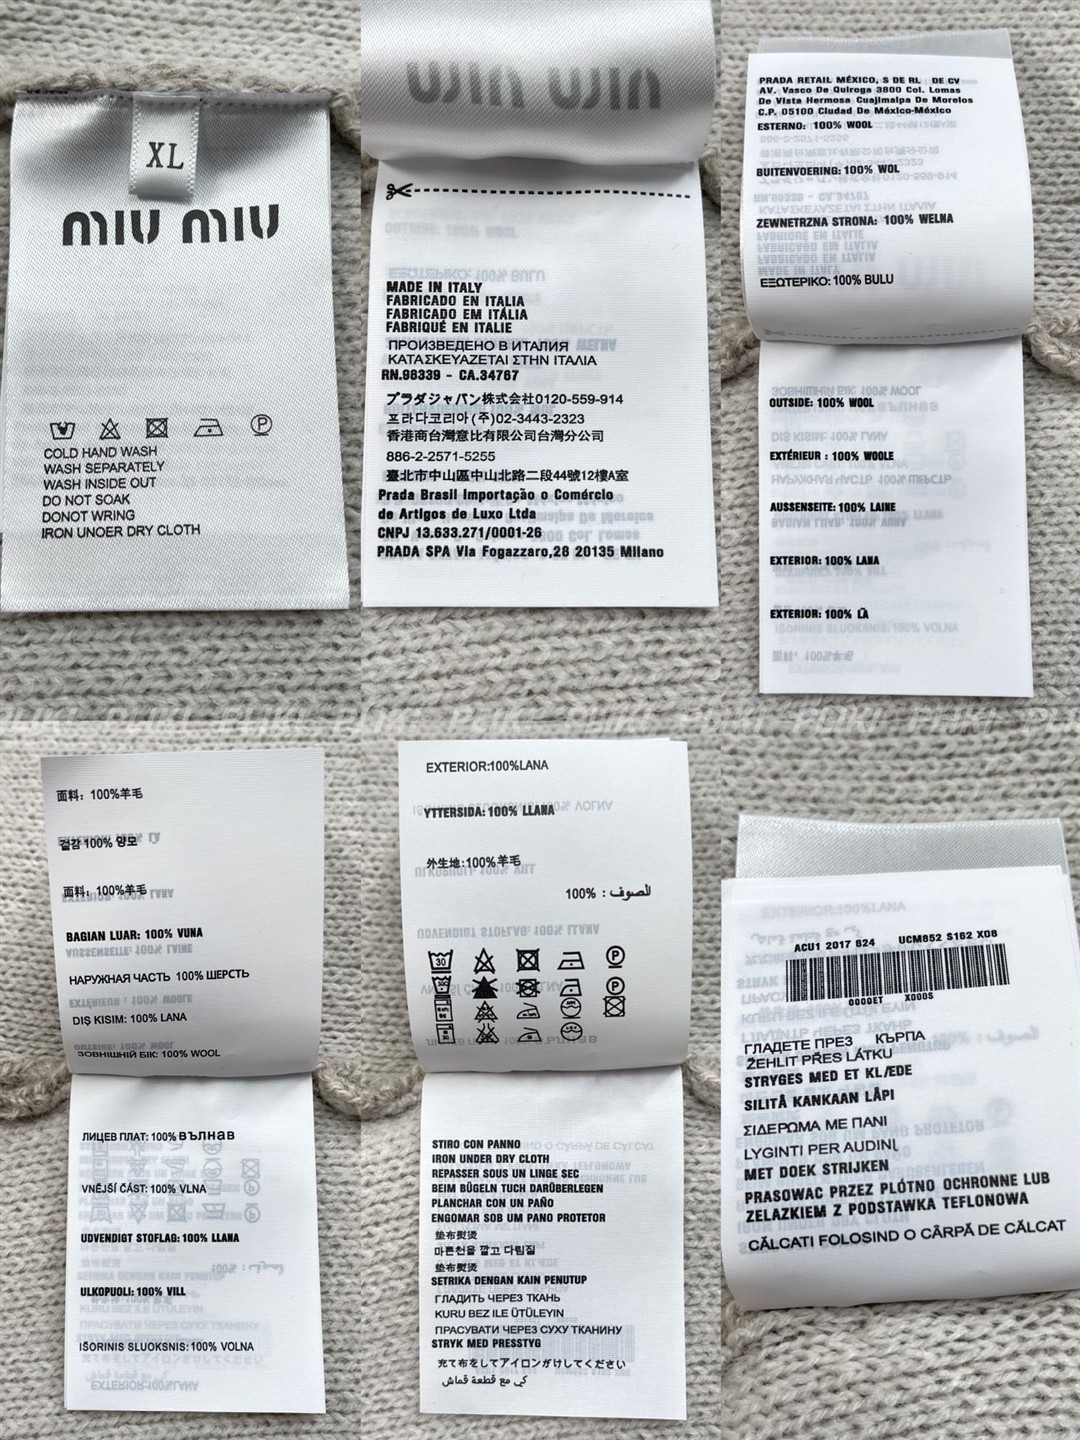 XL
miu miu
COLD HAND WASH
WASH SEPARATELY
WASH INSIDE OUT
DO NOT SOAK
DONOT WRING
IRON UNOER DRY CLOTH
miu miu
MADE IN ITALY
FABRICADO EN ITALIA
FABRICADO EM ITÁLIA
FABRIQUÉ EN ITALIE
ПРОИЗВЕДЕНО В ИТАЛИЯ
ΚΑΤΑΣΚΕΥΑΖΕΤΑΙ ΣΤΗΝ ΙΤΑΛΙΑ
RN.98339 - CA.34767
プラダジャパン株式会社0120-559-914
프라다코리아(주)02-3443-2323
香港商台灣意比有限公司台灣分公司
886-2-2571-5255
臺北市中山區中山北路二段44號12樓A室
Prada Brasil Importação o Comércio
de Artlgos de Luxo Ltda
CNPJ 13.633.271/0001-26
PRADA SPA Vla Fogazzaro,28 20135 Milano
PRADA RETAIL MÉXICO, S DE RL DE CV
AV. Vasco De Quiroga 3800 Col. Lomas
De Vlsta Hermosa Cuajlmalpa De Morelos
C.P. 05100 Cludad De México-México
ESTERNO: 100% WOOL
BUITENVOERING: 100% WOL
ZEWNETRZNA STRONA: 100% WELNA
ΕΞΩΤΕΡΙΚΟ: 100% BULU
OUTSIDE: 100% WOOL
EXTÉRIEUR : 100% WOOLE
AUSSENSEITE: 100% LAINE
EXTERIOR: 100% LANA
EXTERIOR: 100% LÃ
面料：100%羊毛
겉감 100% 양모
面料：100%羊毛
BAGIAN LUAR: 100% VUNA
НАРУЖНАЯ ЧАСТЬ 100% ШЕРСТЬ
DIŞ KISIM: 100% LANA
ЗОВНІШНІЙ БІК: 100% WOOL
ЛИЦЕВ ПЛАТ: 100% ВЪЛНАВ
VNĚJŠÍ ČÁST: 100% VLNA
UDVENDIGT STOFLAG: 100% LLANA
ULKOPUOLI: 100% VILL
IŠORINIS SLUOKSNIS: 100% VOLNA
EXTERIOR:100%LANA
YTTERSIDA: 100% LLANA
外生地:100%羊毛
للصوف : 100%
30
P
STIRO CON PANNO
IRON UNDER DRY CLOTH
REPASSER SOUS UN LINGE SEC
BEIM BÜGELN TUCH DARÜBERLEGEN
PLANCHAR CON UN PAÑO
ENGOMAR SOB UM PANO PROTETOR
垫布熨烫
마른천을 깔고 다림질
垫布熨烫
SETRIKA DENGAN KAIN PENUTUP
ГЛАДИТЬ ЧЕРЕЗ ТКАНЬ
KURU BEZ ILE ÜTÜLEYIN
ПРАСУВАТИ ЧЕРЕЗ СУХУ ТКАНИНУ
STRYK MED PRESSTYG
充て布をしてアイロンがけしてください
كي مع قطعة قماش
ACU1 2017 624 UCM852 S162 X08
0000ET X000S
ГЛАДЕТЕ ПРЕЗ КЪРПА
ŽEHLIT PŘES LÁTKU
STRYGES MED ET KLÆDE
SILITÅ KANKAAN LÄPI
ΣΙΔΕΡΩΜΑ ΜΕ ΠΑΝΙ
LYGINTI PER AUDINĮ
MET DOEK STRIJKEN
PRASOWAC PRZEZ PLÓTNO OCHRONNE LUB
ZELAZKIEM Z PODSTAWKA TEFLONOWA
CĂLCATI FOLOSIND O CÂRPĂ DE CĂLCAT